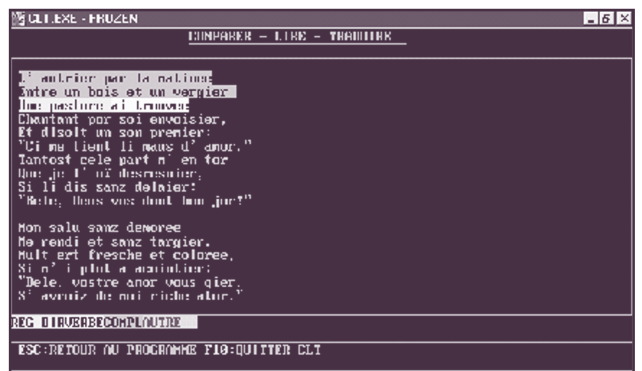 CLT.EXE - FROZEN
COMPARER - LIRE - TRADUIRE
L'autrier par la matinee
Entre un bois et un vergier
Une pastore ai trouvee
Chantant por soi envoisier,
Et disoit un son premier:
"Ci me tient li maus d'amor."
Tantost cele part m'en tor
Que je l'oï desresnier,
Si li dis sanz delaier:
"Bele, Deus vos dont bon jor!"
Mon salu sanz demoree
Me rendi et sanz targier.
Mult ert fresche et coloree,
Si m'i plot a acointier:
"Bele, vostre amor vous qier,
S'avroiz de moi riche ator."
REG DIAVERBECOMPLAUTRE
ESC:RETOUR AU PROGRAMME F10:QUITTER CLT